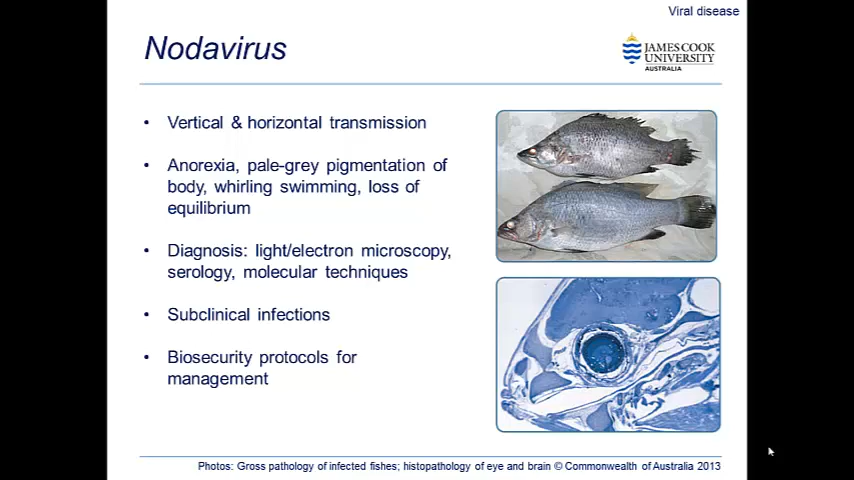 Viral disease
Nodavirus
JAMES COOK
UNIVERSITY
AUSTRALIA
• Vertical & horizontal transmission
• Anorexia, pale-grey pigmentation of
body, whirling swimming, loss of
equilibrium
• Diagnosis: light/electron microscopy,
serology, molecular techniques
• Subclinical infections
• Biosecurity protocols for
management
Photos: Gross pathology of infected fishes; histopathology of eye and brain © Commonwealth of Australia 2013